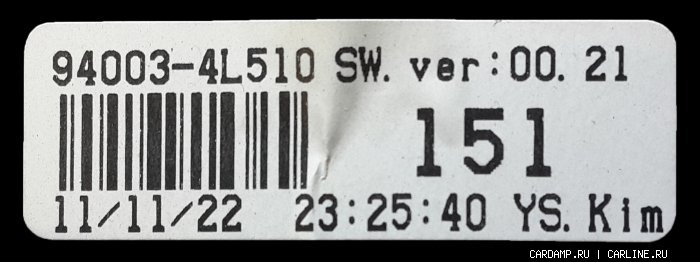 94003-4L510 SW. ver:00. 21
151
11/11/22 23:25:40 YS. Kim
CARDAMP.RU | CARLINE.RU